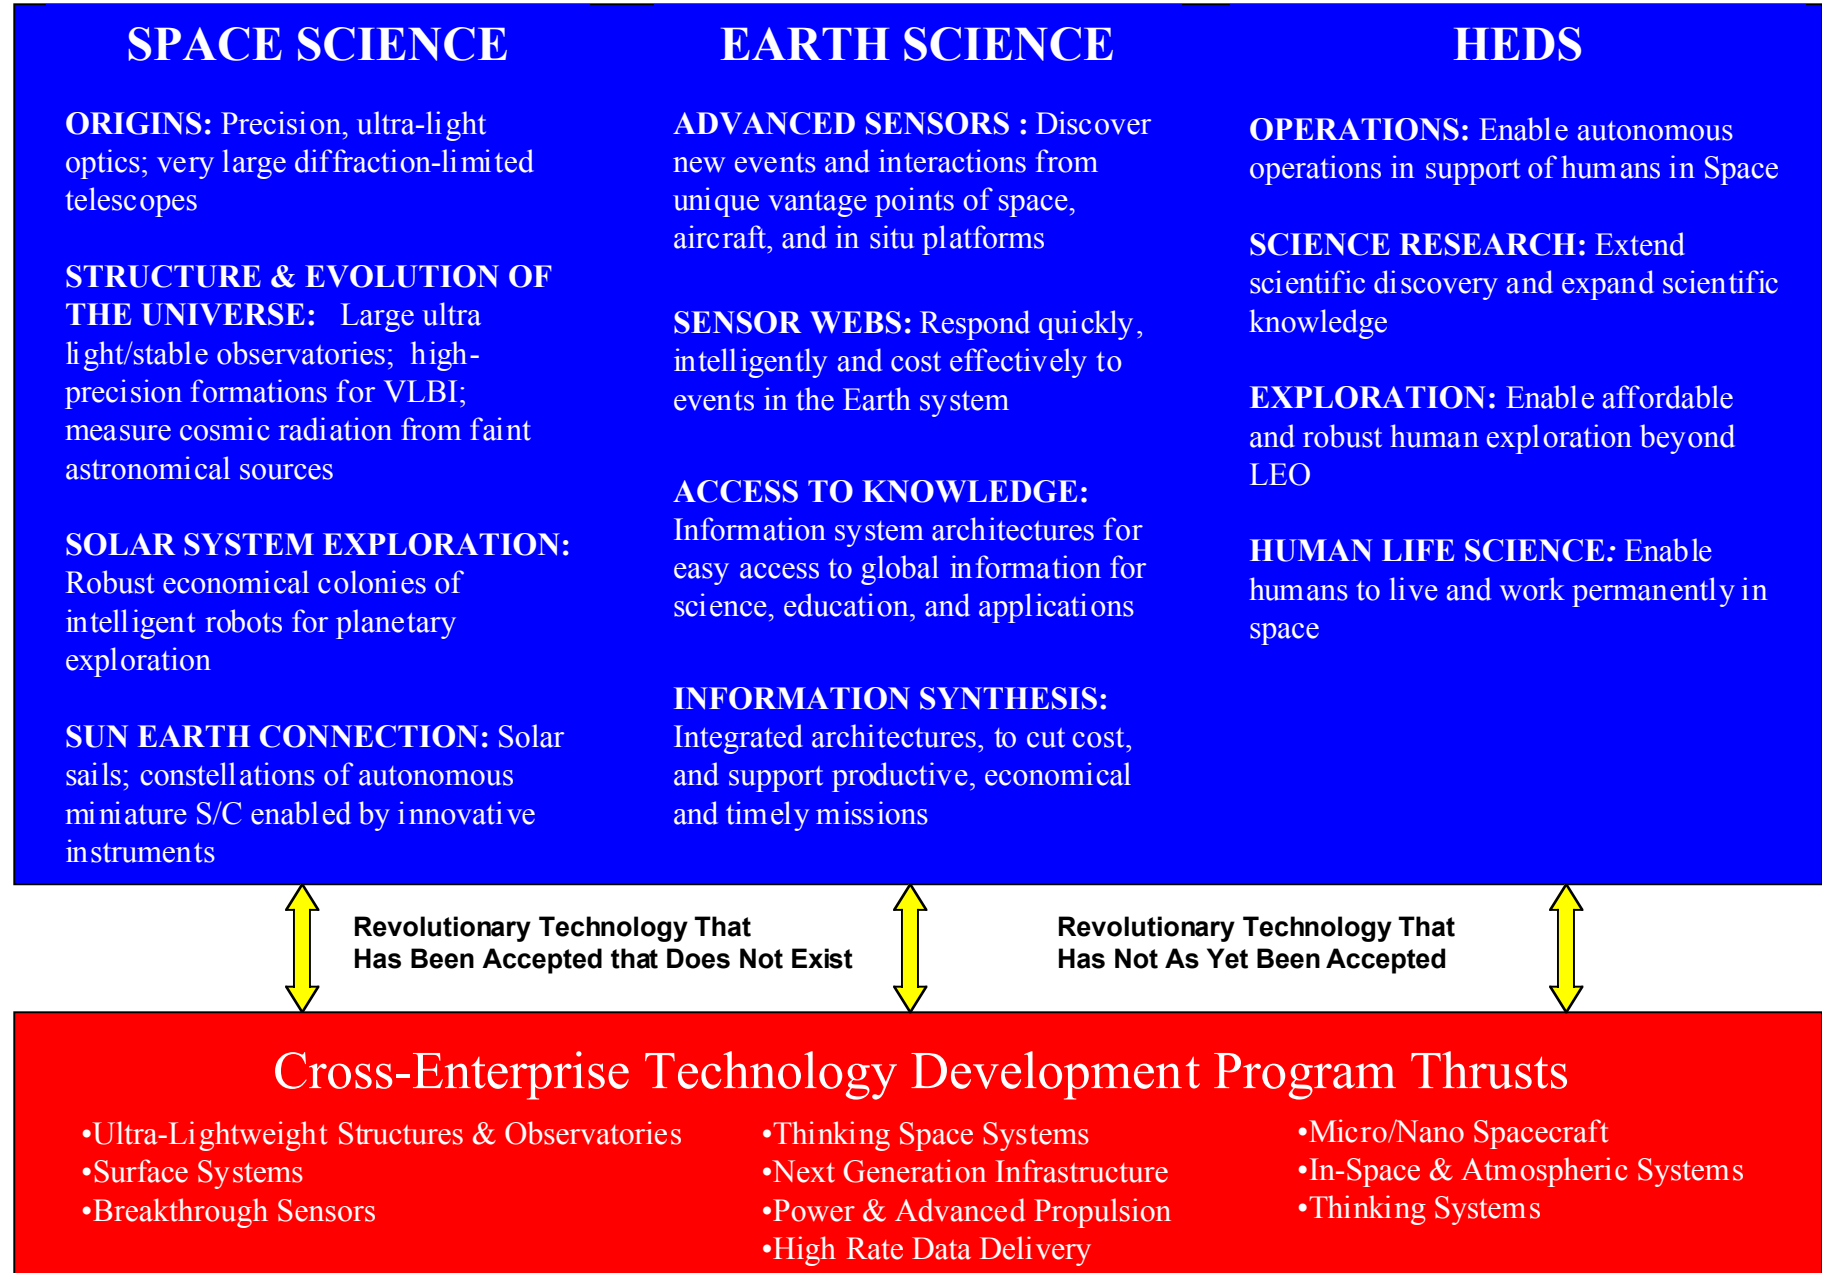 SPACE SCIENCE
ORIGINS: Precision, ultra-light
optics; very large diffraction-limited
telescopes
STRUCTURE & EVOLUTION OF
THE UNIVERSE: Large ultra
light/stable observatories; high-
precision formations for VLBI;
measure cosmic radiation from faint
astronomical sources
SOLAR SYSTEM EXPLORATION:
Robust economical colonies of
intelligent robots for planetary
exploration
SUN EARTH CONNECTION: Solar
sails; constellations of autonomous
miniature S/C enabled by innovative
instruments
EARTH SCIENCE
ADVANCED SENSORS : Discover
new events and interactions from
unique vantage points of space,
aircraft, and in situ platforms
SENSOR WEBS: Respond quickly,
intelligently and cost effectively to
events in the Earth system
ACCESS TO KNOWLEDGE:
Information system architectures for
easy access to global information for
science, education, and applications
INFORMATION SYNTHESIS:
Integrated architectures, to cut cost,
and support productive, economical
and timely missions
HEDS
OPERATIONS: Enable autonomous
operations in support of humans in Space
SCIENCE RESEARCH: Extend
scientific discovery and expand scientific
knowledge
EXPLORATION: Enable affordable
and robust human exploration beyond
LEO
HUMAN LIFE SCIENCE: Enable
humans to live and work permanently in
space
Revolutionary Technology That
Has Been Accepted that Does Not Exist
Revolutionary Technology That
Has Not As Yet Been Accepted
Cross-Enterprise Technology Development Program Thrusts
•Ultra-Lightweight Structures & Observatories
•Surface Systems
•Breakthrough Sensors
•Thinking Space Systems
•Next Generation Infrastructure
•Power & Advanced Propulsion
•High Rate Data Delivery
•Micro/Nano Spacecraft
•In-Space & Atmospheric Systems
•Thinking Systems